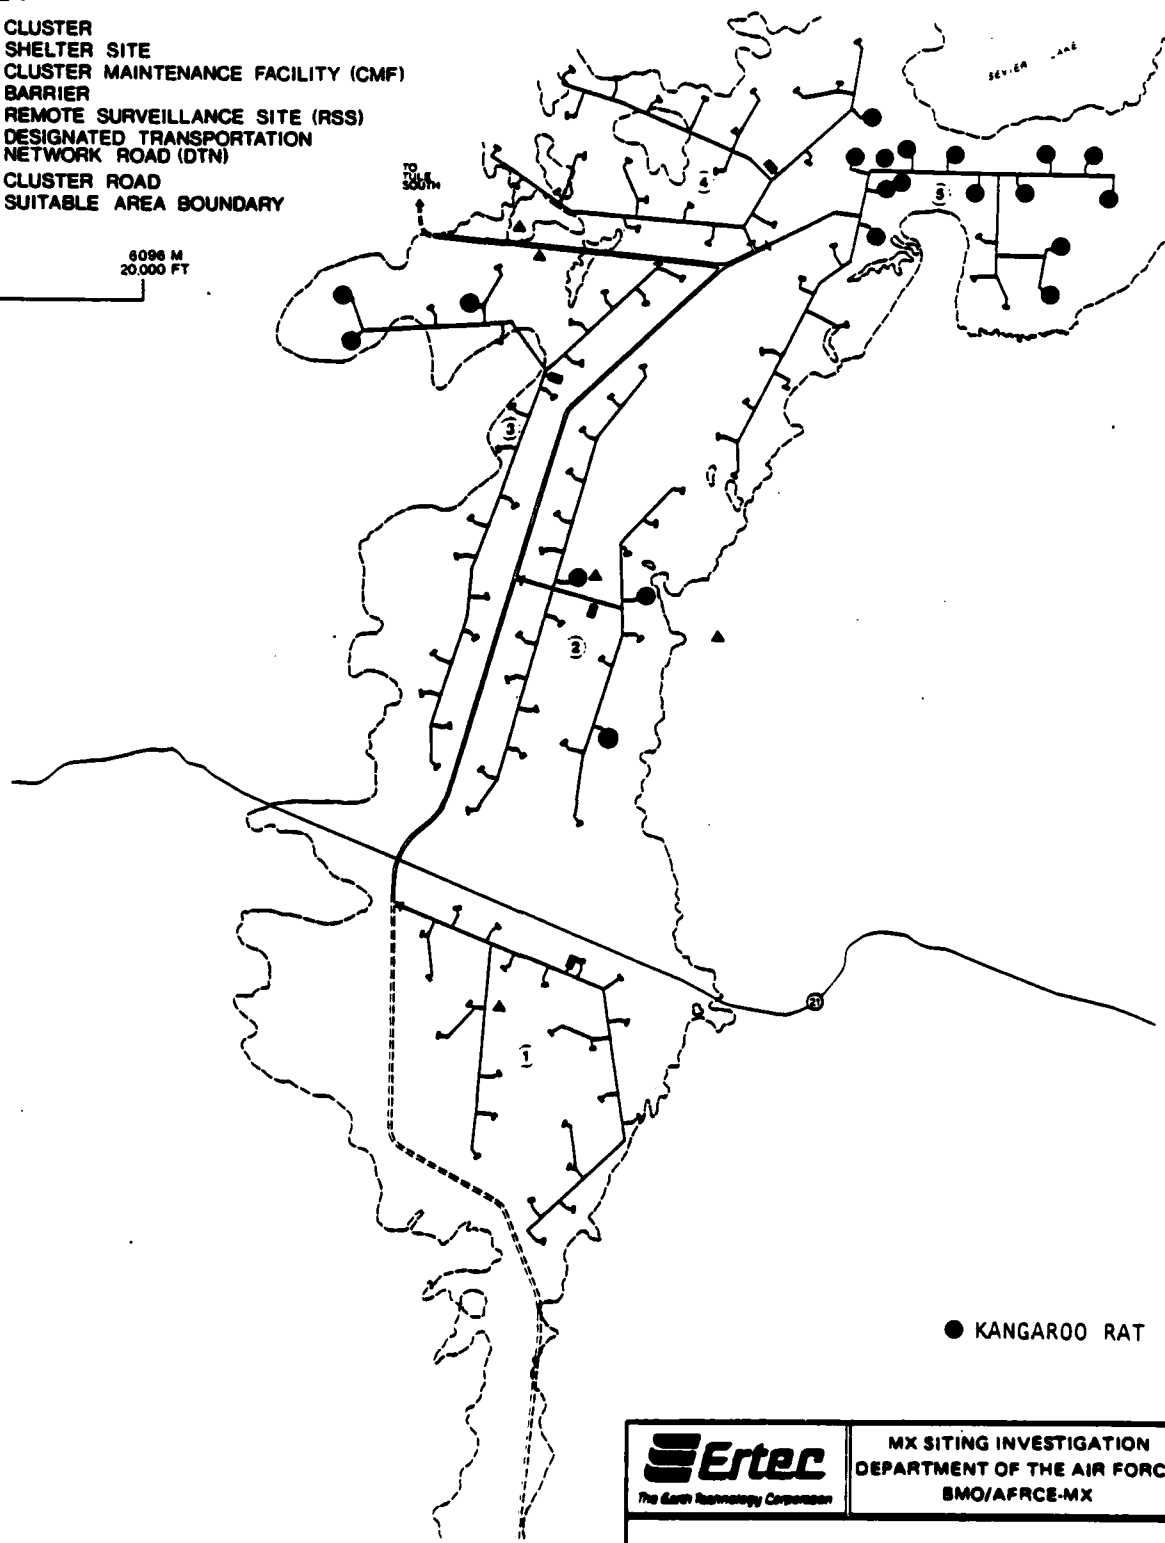 CLUSTER
SHELTER SITE
CLUSTER MAINTENANCE FACILITY (CMF)
BARRIER
REMOTE SURVEILLANCE SITE (RSS)
DESIGNATED TRANSPORTATION
NETWORK ROAD (DTN)
CLUSTER ROAD
SUITABLE AREA BOUNDARY
6096 M
20,000 FT
TO
TULE
SOUTH
SEVIER LAKE
4
5
3
2
21
1
KANGAROO RAT
Ertec
The Earth Technology Corporation
MX SITING INVESTIGATION
DEPARTMENT OF THE AIR FORC
BMO/AFRCE-MX